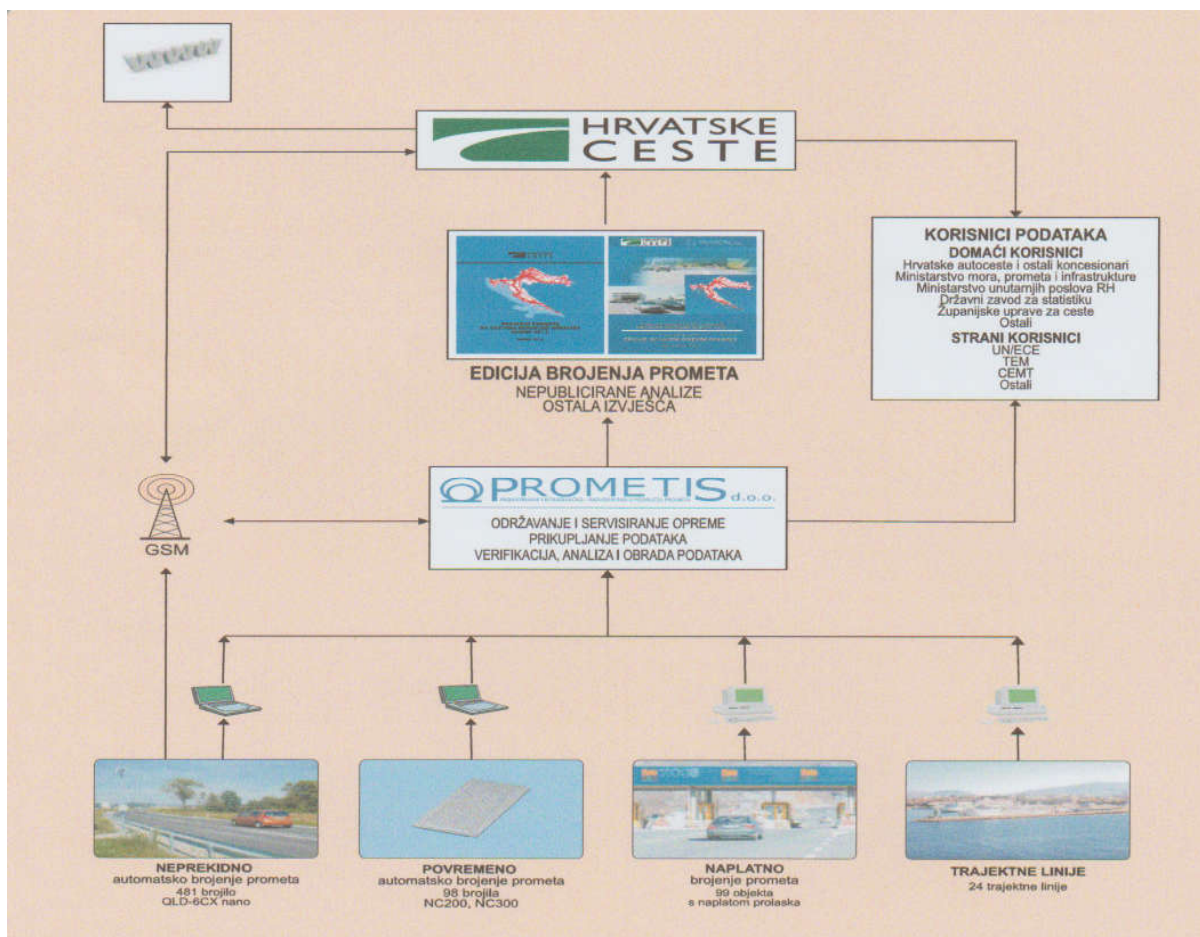 WWW
HRVATSKE
CESTE
KORISNICI PODATAKA
DOMAĆI KORISNICI
Hrvatske autoceste i ostali koncesionari
Ministarstvo mora, prometa i infrastrukture
Ministarstvo unutarnjih poslova RH
Državni zavod za statistiku
Županijske uprave za ceste
Ostali
STRANI KORISNICI
UN/ECE
TEM
CEMT
Ostali
EDICIJA BROJENJA PROMETA
NEPUBLICIRANE ANALIZE
OSTALA IZVJEŠĆA
PROMETIS d.o.o.
ODRŽAVANJE I SERVISIRANJE OPREME
PRIKUPLJANJE PODATAKA
VERIFIKACIJA, ANALIZA I OBRADA PODATAKA
GSM
NEPREKIDNO
automatsko brojenje prometa
481 brojilo
QLD-6CX nano
POVREMENO
automatsko brojenje prometa
98 brojila
NC200, NC300
NAPLATNO
brojenje prometa
99 objekta
s naplatom prolaska
TRAJEKTNE LINIJE
24 trajektne linije